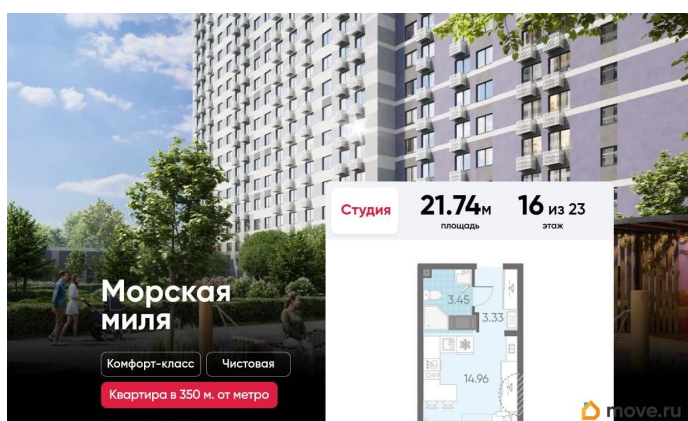 Студия
21.74м
площадь
16 из 23
этаж
3.45
3.33
14.96
Морская
миля
Комфорт-класс
Чистовая
Квартира в 350 м. от метро
move.ru